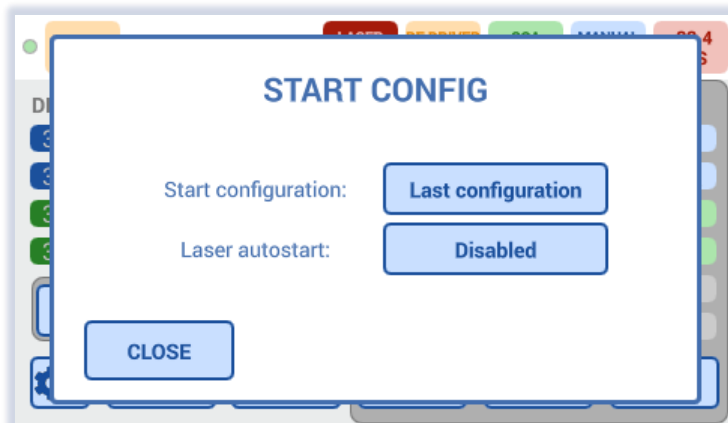 START CONFIG
Start configuration: Last configuration
Laser autostart: Disabled
CLOSE